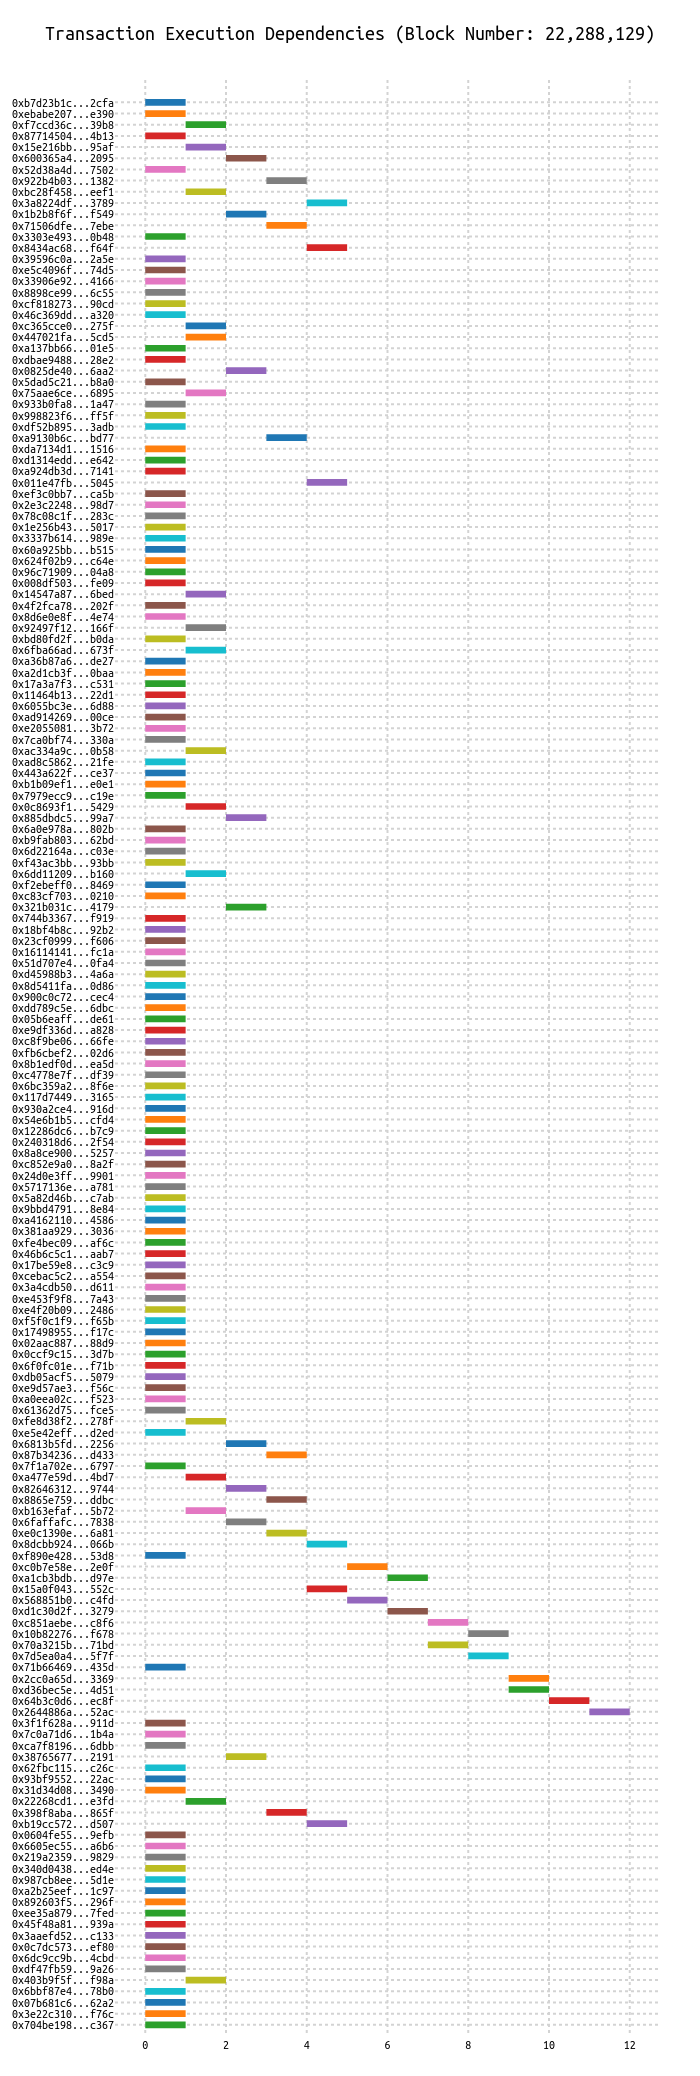 Transaction Execution Dependencies (Block Number: 22,288,129)
0xb7d23b1c...2cfa
0xebabe207...e390
0xf7ccd36c...39b8
0x87714504...4b13
0x15e216bb...95af
0x600365a4...2095
0x52d38a4d...7502
0x922b4b03...1382
0xbc28f458...eef1
0x3a8224df...3789
0x1b2b8f6f...f549
0x71506dfe...7ebe
0x3303e493...0b48
0x8434ac68...f64f
0x39596c0a...2a5e
0xe5c4096f...74d5
0x33906e92...4166
0x8898ce99...6c55
0xcf818273...90cd
0x46c369dd...a320
0xc365cce0...275f
0x447021fa...5cd5
0xa137bb66...01e5
0xdbae9488...28e2
0x0825de40...6aa2
0x5dad5c21...b8a0
0x75aae6ce...6895
0x933b0fa8...1a47
0x998823f6...ff5f
0xdf52b895...3adb
0xa9130b6c...bd77
0xda7134d1...1516
0xd1314edd...e642
0xa924db3d...7141
0x011e47fb...5045
0xef3c0bb7...ca5b
0x2e3c2248...98d7
0x78c08c1f...283c
0x1e256b43...5017
0x3337b614...989e
0x60a925bb...b515
0x624f02b9...c64e
0x96c71909...04a8
0x008df503...fe09
0x14547a87...6bed
0x4f2fca78...202f
0x8d6e0e8f...4e74
0x92497f12...166f
0xbd80fd2f...b0da
0x6fba66ad...673f
0xa36b87a6...de27
0xa2d1cb3f...0baa
0x17a3a7f3...c531
0x11464b13...22d1
0x6055bc3e...6d88
0xad914269...00ce
0xe2055081...3b72
0x7ca0bf74...330a
0xac334a9c...0b58
0xad8c5862...21fe
0x443a622f...ce37
0xb1b09ef1...e0e1
0x7979ecc9...c19e
0x0c8693f1...5429
0x885dbdc5...99a7
0x6a0e978a...802b
0xb9fab803...62bd
0x6d22164a...c03e
0xf43ac3bb...93bb
0x6dd11209...b160
0xf2ebeff0...8469
0xc83cf703...0210
0x321b031c...4179
0x744b3367...f919
0x18bf4b8c...92b2
0x23cf0999...f606
0x16114141...fc1a
0x51d707e4...0fa4
0xd45988b3...4a6a
0x8d5411fa...0d86
0x900c0c72...cec4
0xdd789c5e...6dbc
0x05b6eaff...de61
0xe9df336d...a828
0xc8f9be06...66fe
0xfb6cbef2...02d6
0x8b1edf0d...ea5d
0xc4778e7f...df39
0x6bc359a2...8f6e
0x117d7449...3165
0x930a2ce4...916d
0x54e6b1b5...cfd4
0x12286dc6...b7c9
0x240318d6...2f54
0x8a8ce900...5257
0xc852e9a0...8a2f
0x24d0e3ff...9901
0x5717136e...a781
0x5a82d46b...c7ab
0x9bbd4791...8e84
0xa4162110...4586
0x381aa929...3036
0xfe4bec09...af6c
0x46b6c5c1...aab7
0x17be59e8...c3c9
0xcebac5c2...a554
0x3a4cdb50...d611
0xe453f9f8...7a43
0xe4f20b09...2486
0xf5f0c1f9...f65b
0x17498955...f17c
0x02aac887...88d9
0x0ccf9c15...3d7b
0x6f0fc01e...f71b
0xdb05acf5...5079
0xe9d57ae3...f56c
0xa0eea02c...f523
0x61362d75...fce5
0xfe8d38f2...278f
0xe5e42eff...d2ed
0x6813b5fd...2256
0x87b34236...d433
0x7f1a702e...6797
0xa477e59d...4bd7
0x82646312...9744
0x8865e759...ddbc
0xb163efaf...5b72
0x6faffafc...7838
0xe0c1390e...6a81
0x8dcbb924...066b
0xf890e428...53d8
0xc0b7e58e...2e0f
0xa1cb3bdb...d97e
0x15a0f043...552c
0x568851b0...c4fd
0xd1c30d2f...3279
0xc851aebe...c8f6
0x10b82276...f678
0x70a3215b...71bd
0x7d5ea0a4...5f7f
0x71b66469...435d
0x2cc0a65d...3369
0xd36bec5e...4d51
0x64b3c0d6...ec8f
0x2644886a...52ac
0x3f1f628a...911d
0x7c0a71d6...1b4a
0xca7f8196...6dbb
0x38765677...2191
0x62fbc115...c26c
0x93bf9552...22ac
0x31d34d08...3490
0x22268cd1...e3fd
0x398f8aba...865f
0xb19cc572...d507
0x0604fe55...9efb
0x6605ec55...a6b6
0x219a2359...9829
0x340d0438...ed4e
0x987cb8ee...5d1e
0xa2b25eef...1c97
0x892603f5...296f
0xee35a879...7fed
0x45f48a81...939a
0x3aaefd52...c133
0x0c7dc573...ef80
0x6dc9cc9b...4cbd
0xdf47fb59...9a26
0x403b9f5f...f98a
0x6bbf87e4...78b0
0x07b681c6...62a2
0x3e22c310...f76c
0x704be198...c367
0 2 4 6 8 10 12